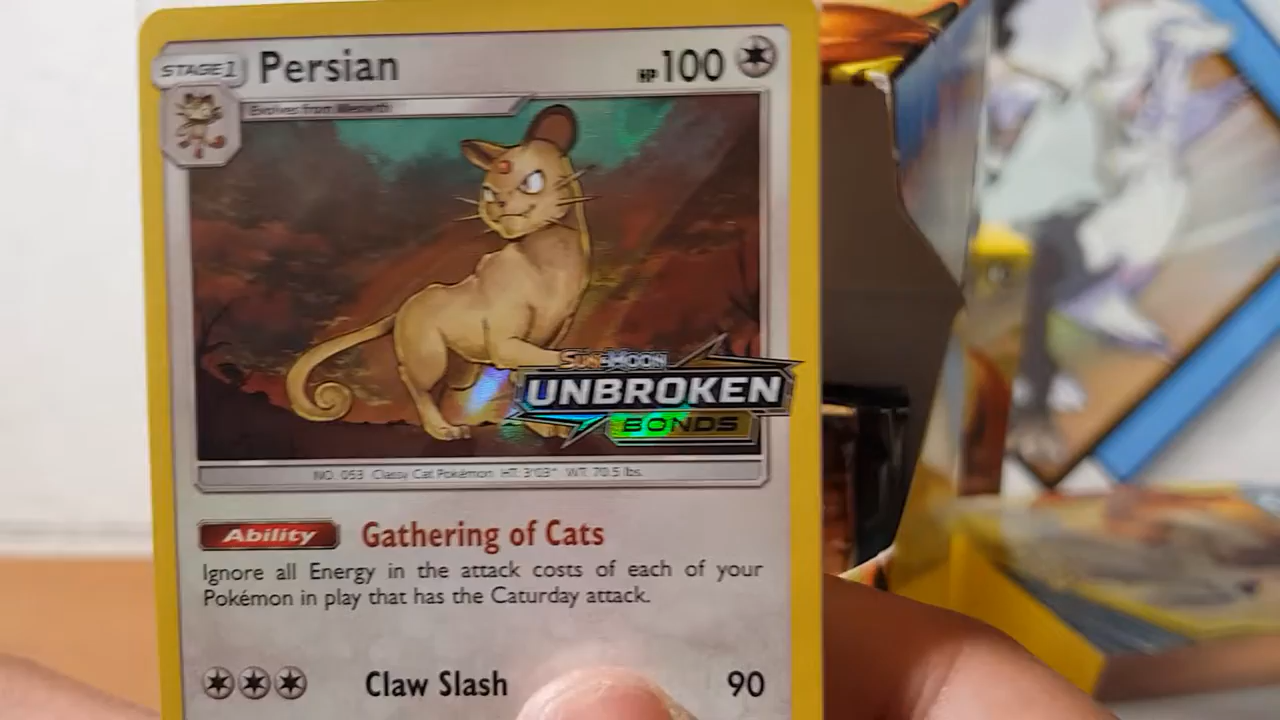 STAGE1 Persian HP 100
Evolves from Meowth
SUN & MOON
UNBROKEN
BONDS
NO. 053 Classy Cat Pokémon HT: 3'03" WT: 70.5 lbs.
Ability Gathering of Cats
Ignore all Energy in the attack costs of each of your
Pokémon in play that has the Caturday attack.
Claw Slash 90